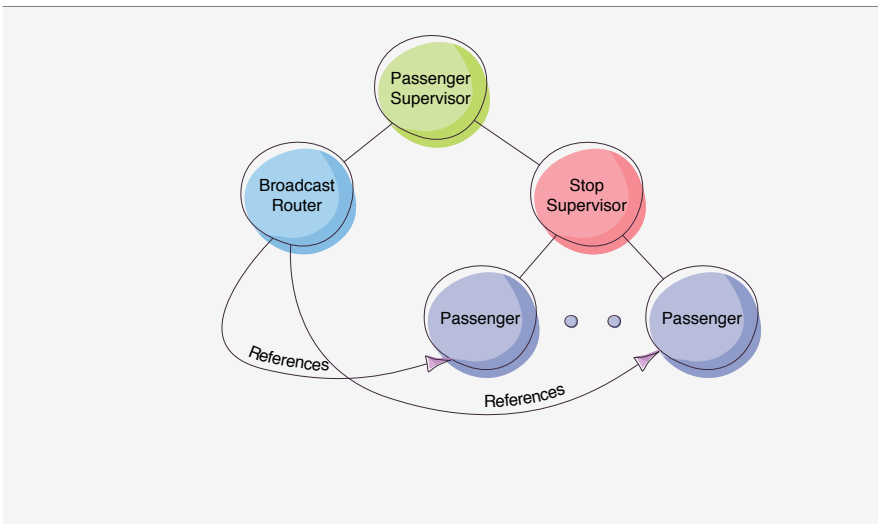 Passenger
Supervisor
Broadcast
Router
Stop
Supervisor
Passenger
Passenger
References
References